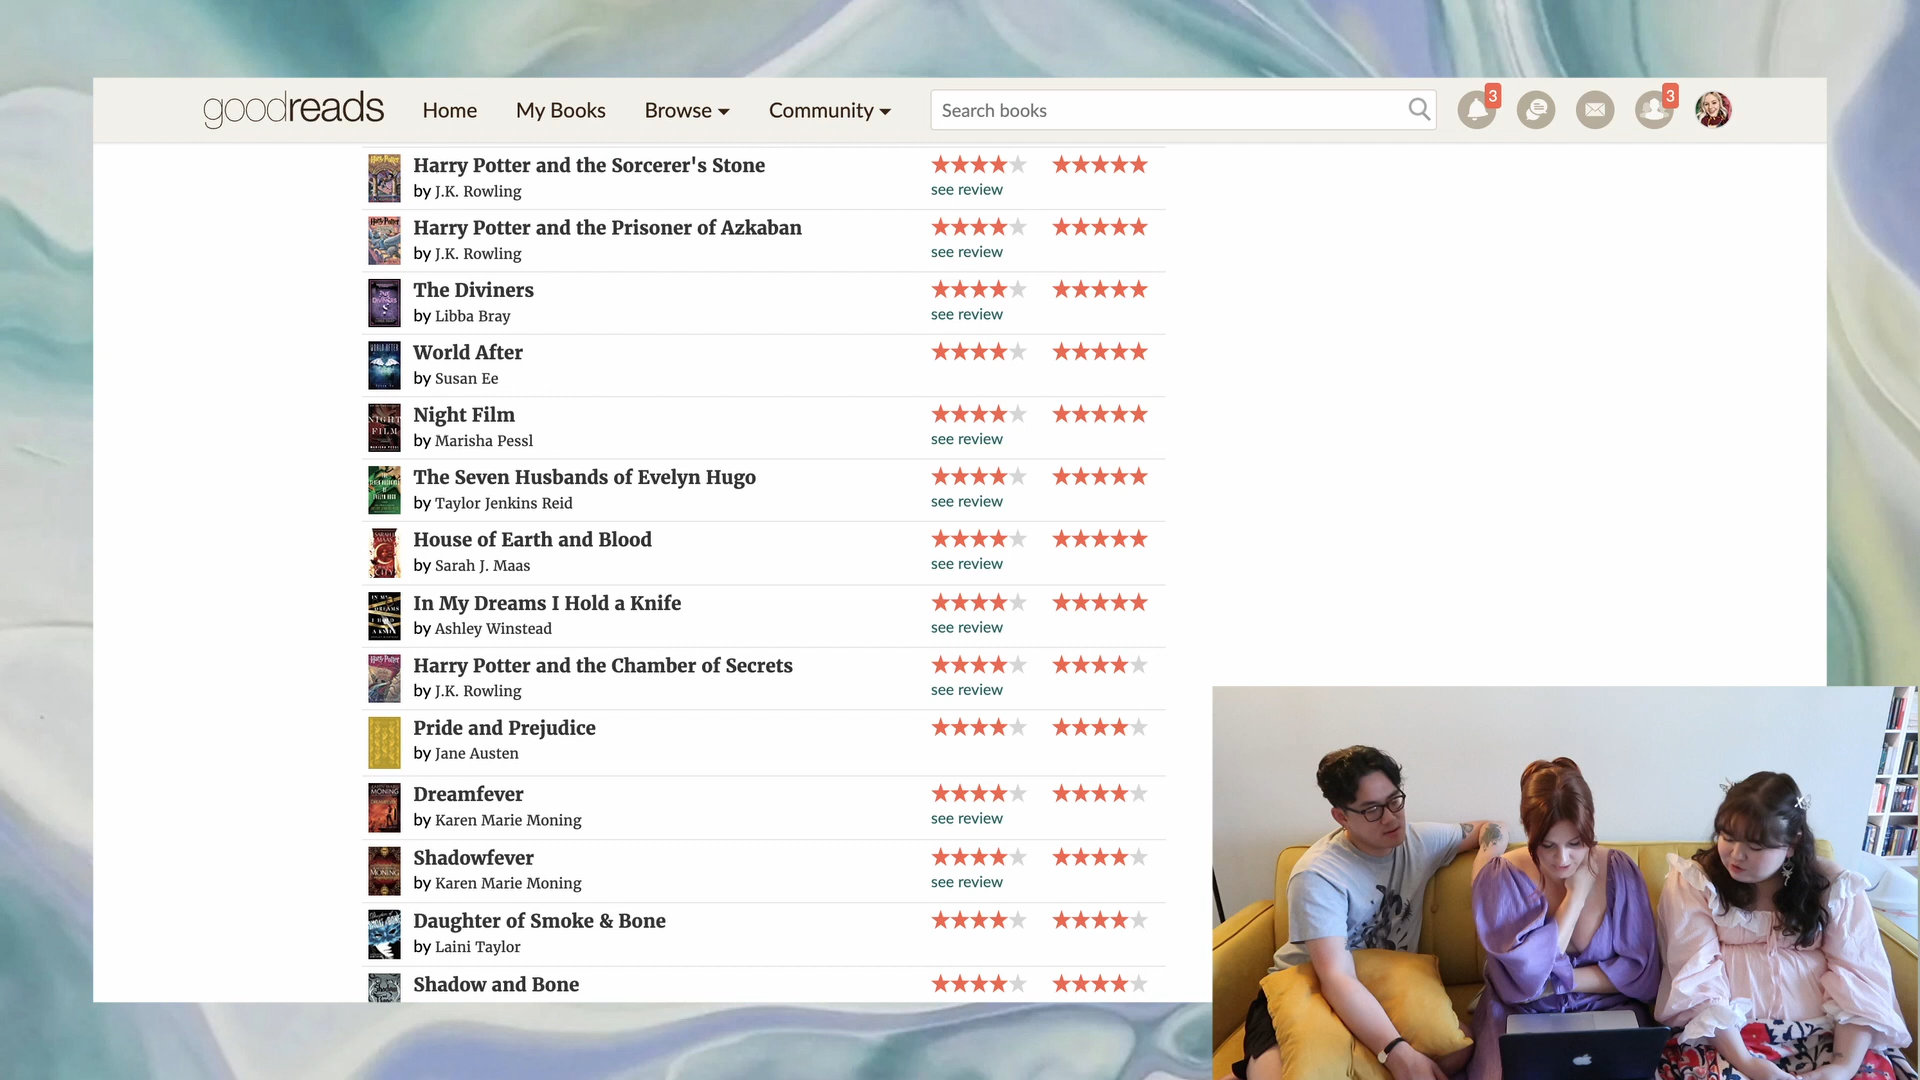 goodreads Home My Books Browse Community Search books 3 3
Harry Potter and the Sorcerer's Stone
by J.K. Rowling see review
Harry Potter and the Prisoner of Azkaban
by J.K. Rowling see review
The Diviners
by Libba Bray see review
World After
by Susan Ee
Night Film
by Marisha Pessl see review
The Seven Husbands of Evelyn Hugo
by Taylor Jenkins Reid see review
House of Earth and Blood
by Sarah J. Maas see review
In My Dreams I Hold a Knife
by Ashley Winstead see review
Harry Potter and the Chamber of Secrets
by J.K. Rowling see review
Pride and Prejudice
by Jane Austen
Dreamfever
by Karen Marie Moning see review
Shadowfever
by Karen Marie Moning see review
Daughter of Smoke & Bone
by Laini Taylor
Shadow and Bone